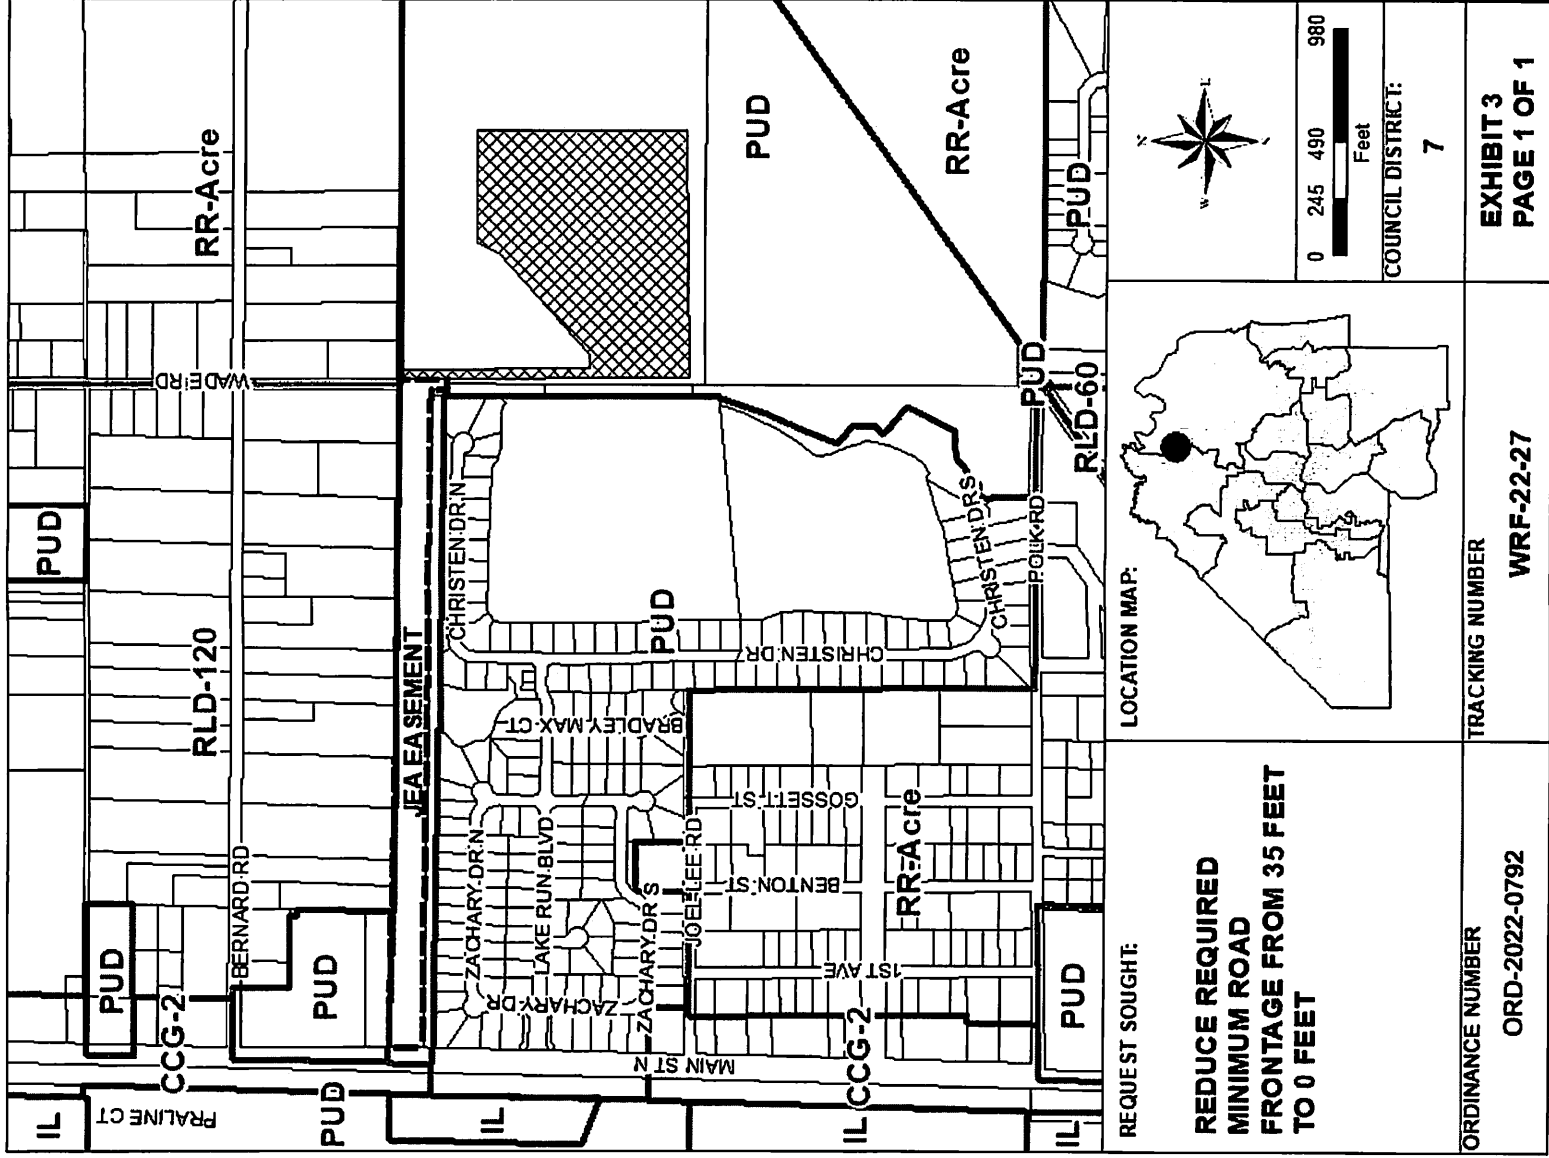 IL
PRALINE CT
PUD
IL
IL
IL
PUD
CCG-2
PUD
MAIN ST N
CCG-2
PUD
BERNARD RD
RLD-120
PUD
WADE RD
RR-Acre
JEA EASEMENT
ZACHARY DR N
ZACHARY DR
LAKE RUN BLVD
ZACHARY DR S
JOEL LEE RD
BRADLEY MAX CT
CHRISTEN DR N
PUD
CHRISTEN DR
CHRISTEN DR S
POLK RD
1ST AVE
BENTON ST
GOSSETT ST
RR-Acre
PUD
RLD-60
PUD
PUD
RR-Acre
REQUEST SOUGHT:
REDUCE REQUIRED
MINIMUM ROAD
FRONTAGE FROM 35 FEET
TO 0 FEET
LOCATION MAP:
N
W
E
S
0 245 490 980
Feet
COUNCIL DISTRICT:
7
ORDINANCE NUMBER
ORD-2022-0792
TRACKING NUMBER
WRF-22-27
EXHIBIT 3
PAGE 1 OF 1